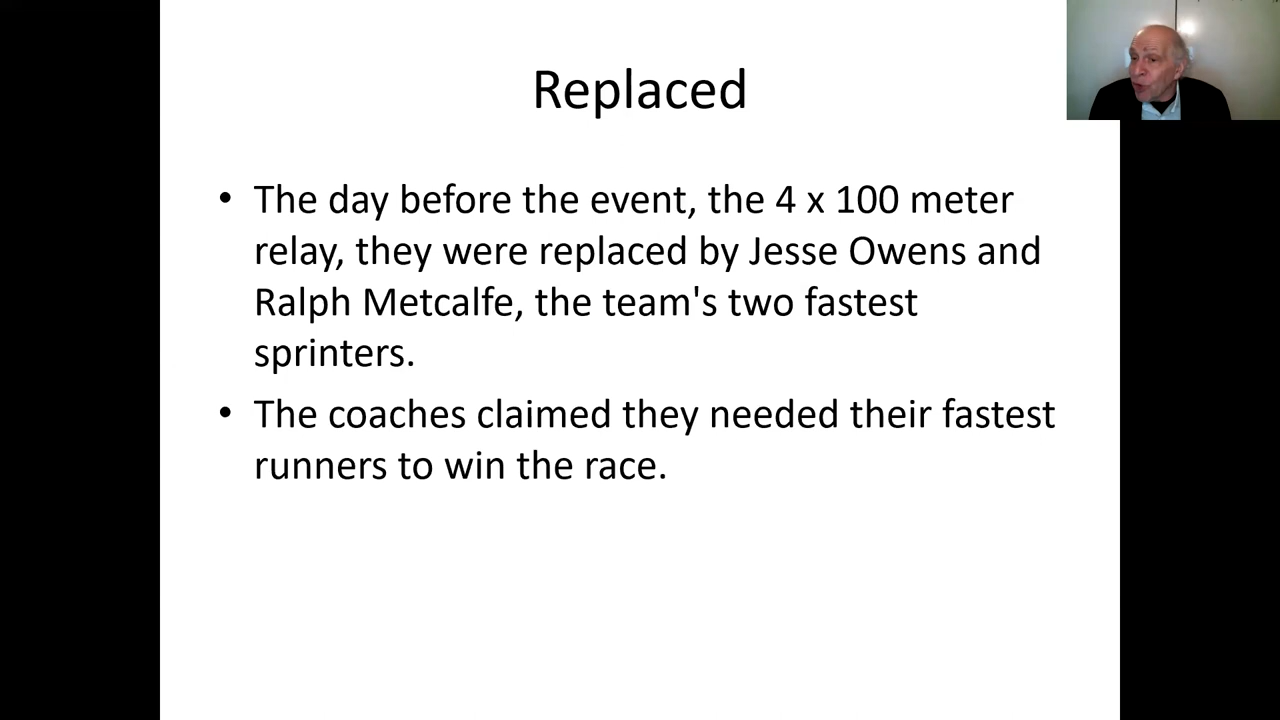 Replaced
• The day before the event, the 4 x 100 meter
relay, they were replaced by Jesse Owens and
Ralph Metcalfe, the team's two fastest
sprinters.
• The coaches claimed they needed their fastest
runners to win the race.